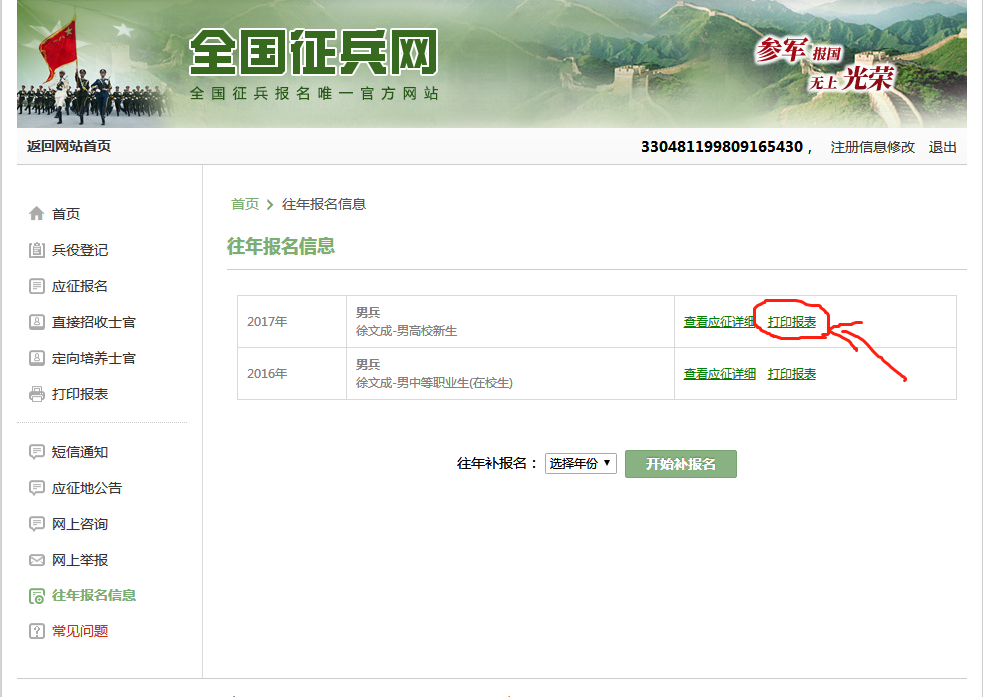 全国征兵网
全国征兵报名唯一官方网站
参军 报国
无上 光荣
返回网站首页
330481199809165430 , 注册信息修改 退出
首页
兵役登记
应征报名
直接招收士官
定向培养士官
打印报表
短信通知
应征地公告
网上咨询
网上举报
往年报名信息
常见问题
首页 > 往年报名信息
往年报名信息
2017年
男兵
徐文成-男高校新生
查看应征详细 打印报表
2016年
男兵
徐文成-男中等职业生(在校生)
查看应征详细 打印报表
往年补报名： 选择年份 开始补报名